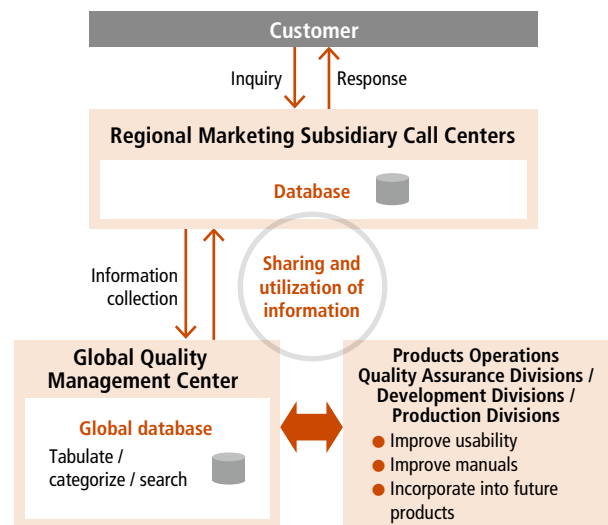 Customer
Inquiry
Response
Regional Marketing Subsidiary Call Centers
Database
Information
collection
Sharing and
utilization of
information
Global Quality
Management Center
Global database
Tabulate /
categorize / search
Products Operations
Quality Assurance Divisions /
Development Divisions /
Production Divisions
● Improve usability
● Improve manuals
● Incorporate into future
products